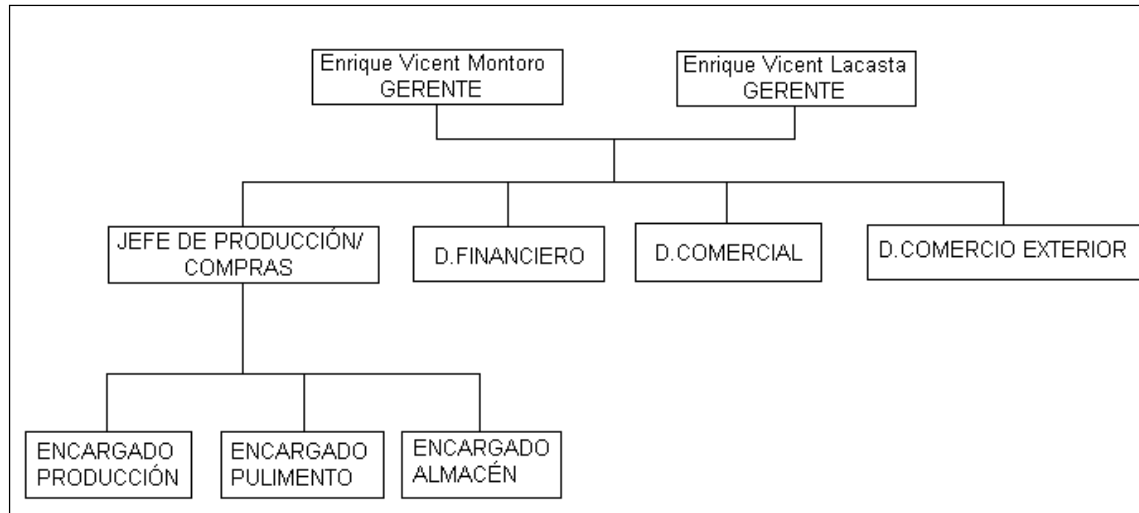 Enrique Vicent Montoro
GERENTE
Enrique Vicent Lacasta
GERENTE
JEFE DE PRODUCCIÓN/
COMPRAS
D.FINANCIERO
D.COMERCIAL
D.COMERCIO EXTERIOR
ENCARGADO
PRODUCCIÓN
ENCARGADO
PULIMENTO
ENCARGADO
ALMACÉN